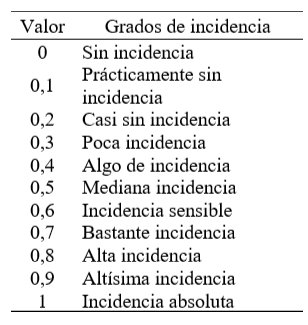 Valor Grados de incidencia
0 Sin incidencia
0,1 Prácticamente sin
incidencia
0,2 Casi sin incidencia
0,3 Poca incidencia
0,4 Algo de incidencia
0,5 Mediana incidencia
0,6 Incidencia sensible
0,7 Bastante incidencia
0,8 Alta incidencia
0,9 Altísima incidencia
1 Incidencia absoluta